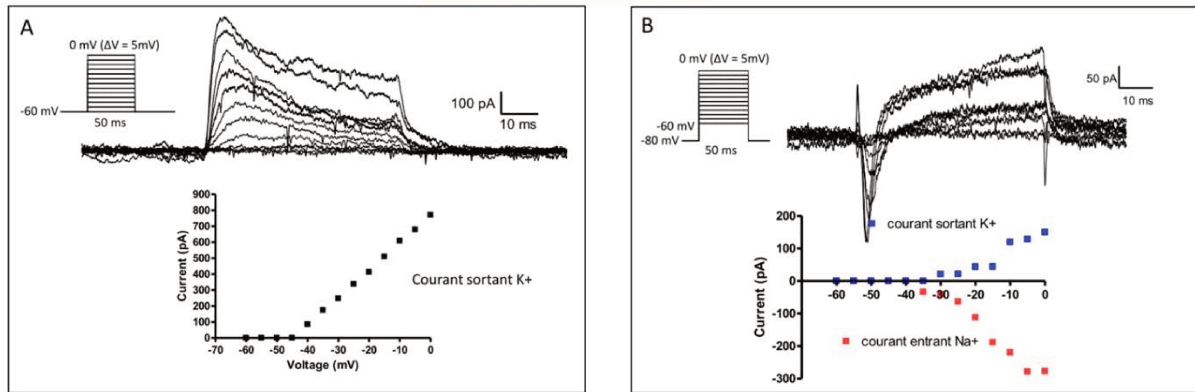 A
0 mV (ΔV = 5mV)
-60 mV
50 ms
100 pA
10 ms
900
800
700
600
500
400
300
200
100
0
Current (pA)
Courant sortant K+
-70 -60 -50 -40 -30 -20 -10 0
Voltage (mV)
B
0 mV (ΔV = 5mV)
-60 mV
-80 mV
50 ms
50 pA
10 ms
200
100
0
-100
-200
-300
Current (pA)
courant sortant K+
-60 -50 -40 -30 -20 -10 0
courant entrant Na+